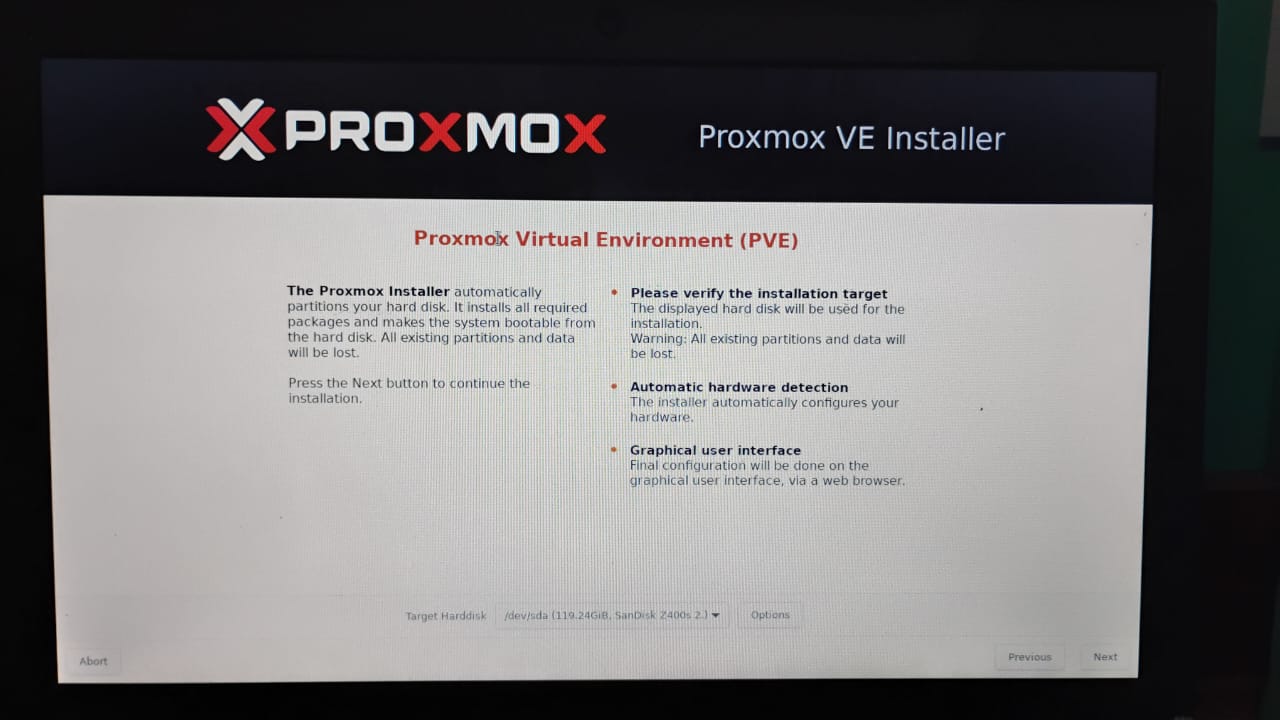 PROXMOX
Proxmox VE Installer
Proxmox Virtual Environment (PVE)
The Proxmox Installer automatically
partitions your hard disk. It installs all required
packages and makes the system bootable from
the hard disk. All existing partitions and data
will be lost.
Press the Next button to continue the
installation.
Please verify the installation target
The displayed hard disk will be used for the
installation.
Warning: All existing partitions and data will
be lost.
Automatic hardware detection
The installer automatically configures your
hardware.
Graphical user interface
Final configuration will be done on the
graphical user interface, via a web browser.
Target Harddisk /dev/sda (119.24GiB, SanDisk Z400s 2.) Options
Abort Previous Next